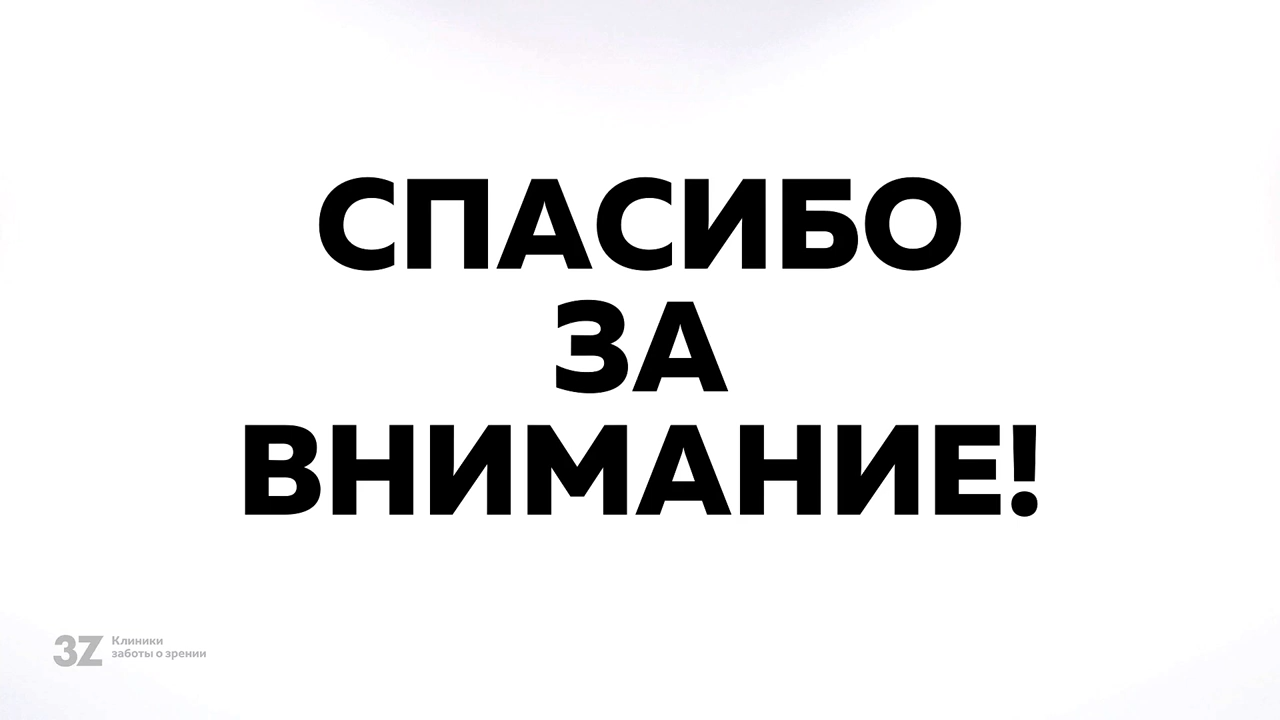 СПАСИБО
ЗА
ВНИМАНИЕ!
3Z
Клиники
заботы о зрении